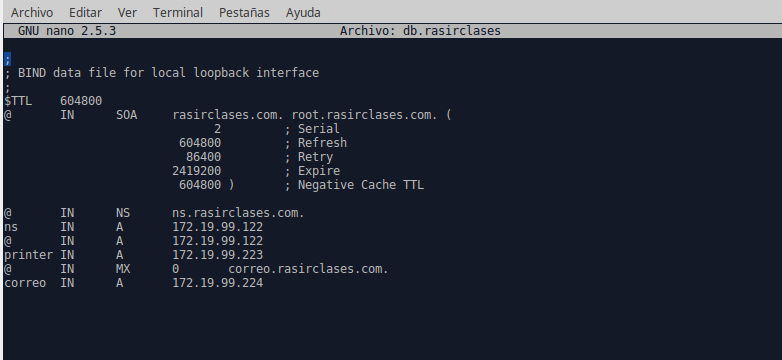 Archivo Editar Ver Terminal Pestañas Ayuda
GNU nano 2.5.3 Archivo: db.rasirclases
;
; BIND data file for local loopback interface
;
$TTL 604800
@ IN SOA rasirclases.com. root.rasirclases.com. (
2 ; Serial
604800 ; Refresh
86400 ; Retry
2419200 ; Expire
604800 ) ; Negative Cache TTL
@ IN NS ns.rasirclases.com.
ns IN A 172.19.99.122
@ IN A 172.19.99.122
printer IN A 172.19.99.223
@ IN MX 0 correo.rasirclases.com.
correo IN A 172.19.99.224